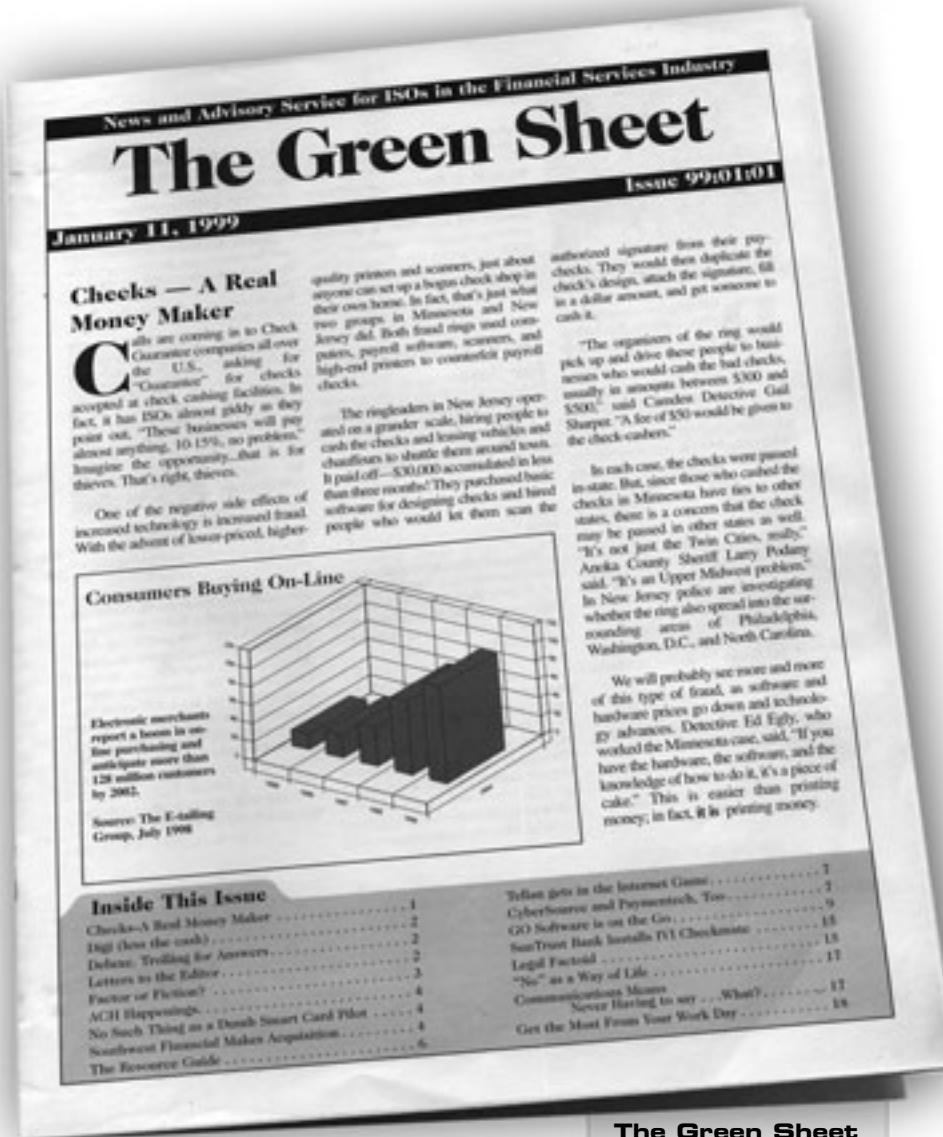 News and Advisory Service for ISOs in the Financial Services Industry
The Green Sheet
January 11, 1999
Issue 99:01:01
Checks — A Real
Money Maker
Calls are coming in to Check
Guarantee companies all over
the U.S., asking for
"Guarantee" for checks
accepted at check cashing facilities. In
fact, it has ISOs almost giddy as they
point out, "These businesses will pay
almost anything, 10-15%, no problem."
Imagine the opportunity...that is for
thieves. That's right, thieves.
One of the negative side effects of
increased technology is increased fraud.
With the advent of lower-priced, higher-
quality printers and scanners, just about
anyone can set up a bogus check shop in
their own home. In fact, that's just what
two groups in Minnesota and New
Jersey did. Both fraud rings used com-
puters, payroll software, scanners, and
high-end printers to counterfeit payroll
checks.
The ringleaders in New Jersey oper-
ated on a grander scale, hiring people to
cash the checks and leasing vehicles and
chauffeurs to shuttle them around town.
It paid off—$30,000 accumulated in less
than three months! They purchased basic
software for designing checks and hired
people who would let them scan the
authorized signature from their pay-
checks. They would then duplicate the
check's design, attach the signature, fill
in a dollar amount, and get someone to
cash it.
"The organizers of the ring would
pick up and drive these people to busi-
nesses who would cash the bad checks,
usually in amounts between $300 and
$500," said Camden Detective Gail
Sharper. "A fee of $50 would be given to
the check-cashers."
In each case, the checks were passed
in-state. But, since those who cashed the
checks in Minnesota have ties to other
states, there is a concern that the check
may be passed in other states as well.
"It's not just the Twin Cities, really,"
Anoka County Sheriff Larry Podany
said. "It's an Upper Midwest problem."
In New Jersey police are investigating
whether the ring also spread into the sur-
rounding areas of Philadelphia,
Washington, D.C., and North Carolina.
We will probably see more and more
of this type of fraud, as software and
hardware prices go down and technolo-
gy advances. Detective Ed Egly, who
worked the Minnesota case, said, "If you
have the hardware, the software, and the
knowledge of how to do it, it's a piece of
cake." This is easier than printing
money; in fact, it is printing money.
Consumers Buying On-Line
Electronic merchants
report a boom in on-
line purchasing and
anticipate more than
128 million customers
by 2002.
Source: The E-tailing
Group, July 1998
Inside This Issue
Checks–A Real Money Maker . . . . . 1
Digi (less the cash) . . . . . 2
Deluxe, Trolling for Answers . . . . . 2
Letters to the Editor . . . . . 2
Factor or Fiction? . . . . . 3
ACH Happenings . . . . . 4
No Such Thing as a Dumb Smart Card Pilot . . . . . 4
Southwest Financial Makes Acquisition . . . . . 4
The Resource Guide . . . . . 6
Tellan gets in the Internet Game . . . . . 7
CyberSource and Paymentech, Too . . . . . 7
GO Software is on the Go . . . . . 9
SunTrust Bank Installs IVI Checkmate . . . . . 15
Legal Factoid . . . . . 15
"No" as a Way of Life . . . . . 17
Communications Means
Never Having to say . . . What? . . . . . 17
Get the Most From Your Work Day . . . . . 18
The Green Sheet